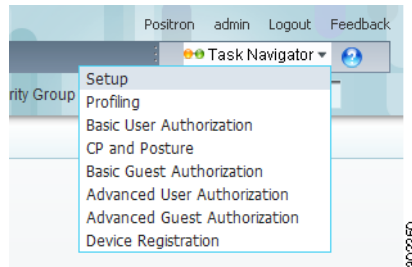 Positron admin Logout Feedback
Task Navigator
rity Group
Setup
Profiling
Basic User Authorization
CP and Posture
Basic Guest Authorization
Advanced User Authorization
Advanced Guest Authorization
Device Registration